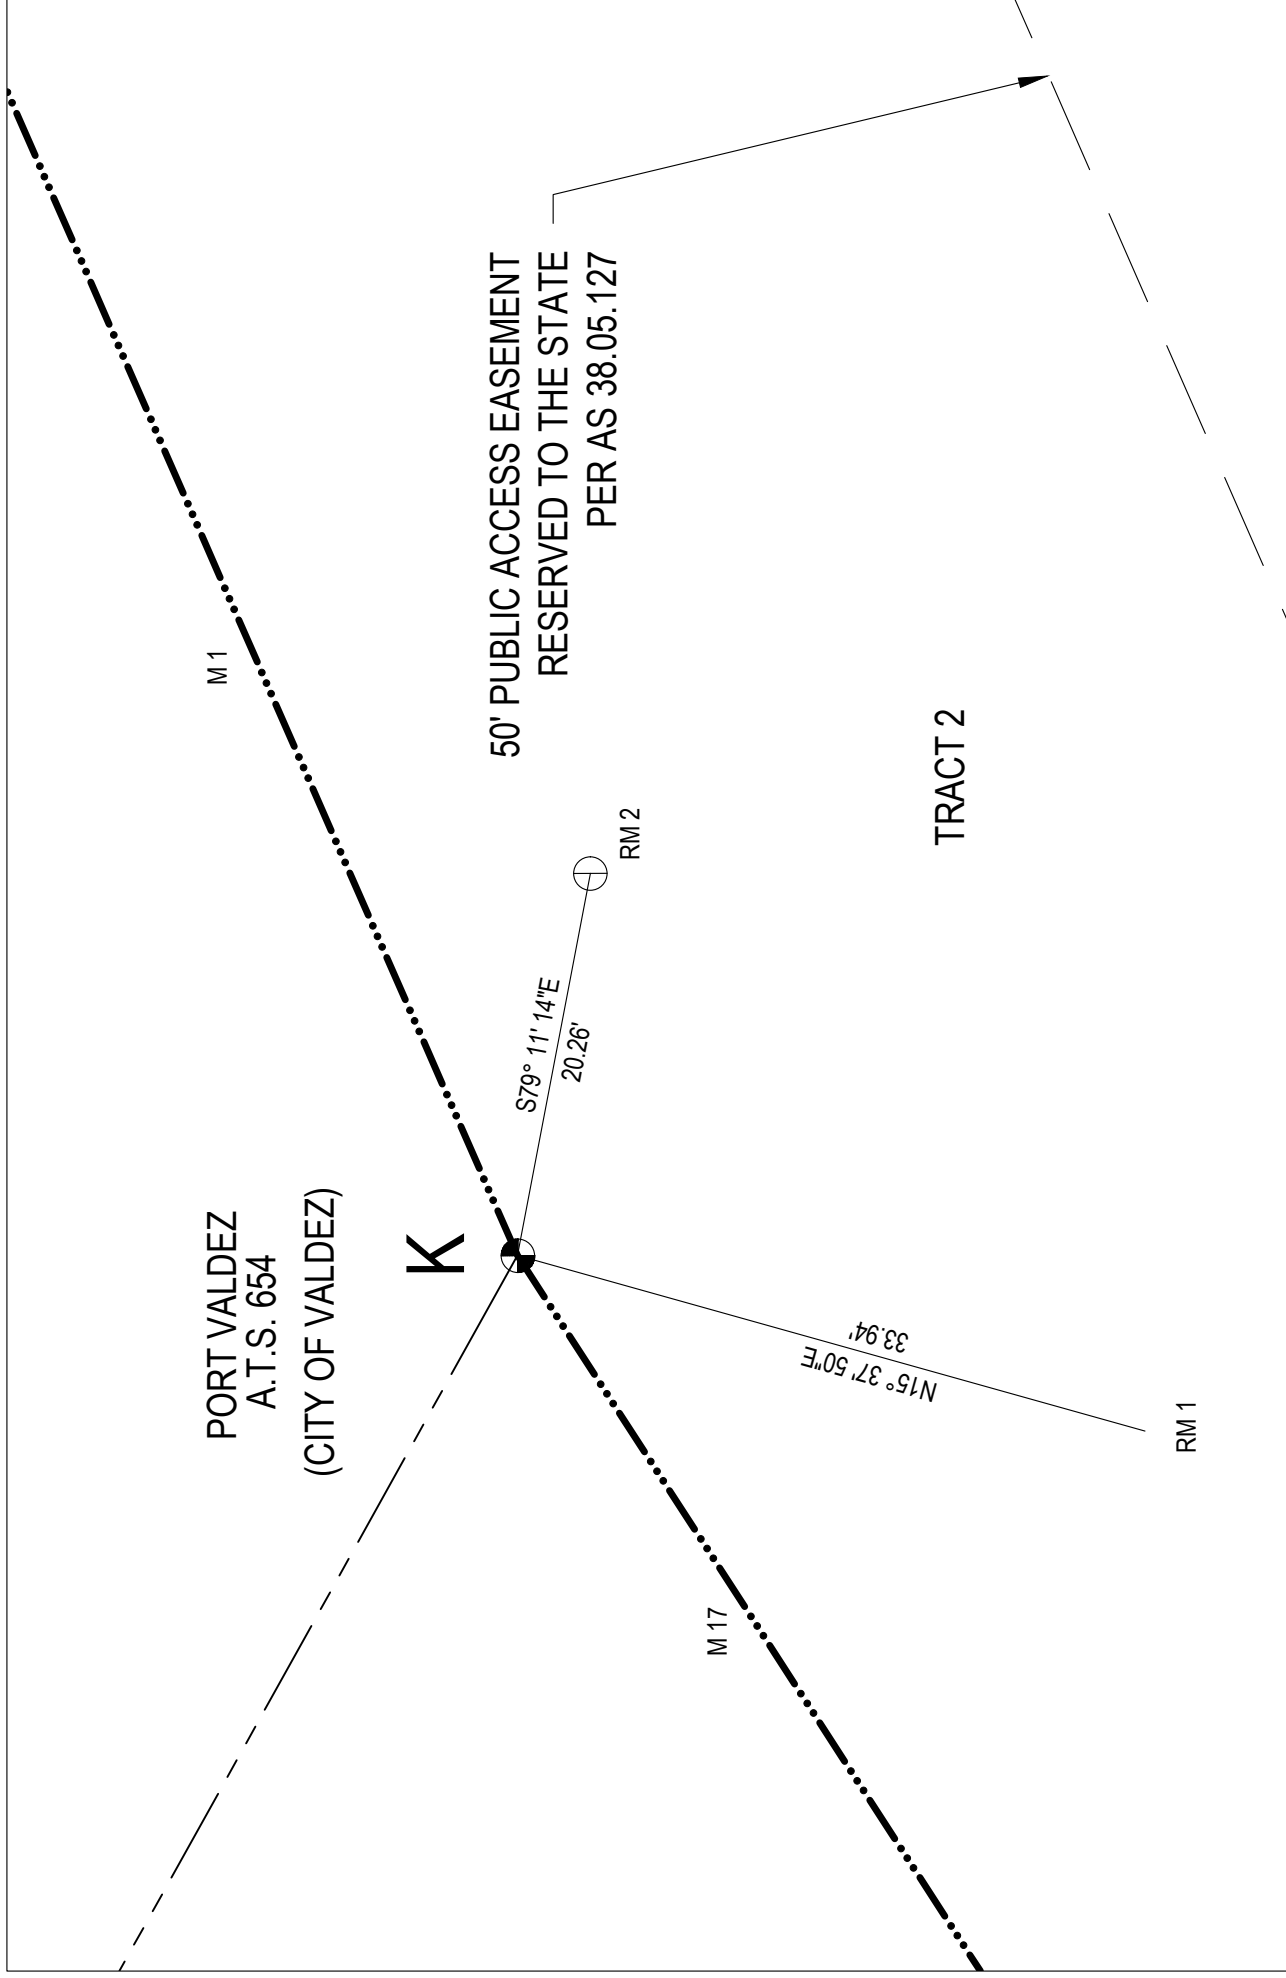 PORT VALDEZ
A.T.S. 654
(CITY OF VALDEZ)
K
M 1
M 17
50' PUBLIC ACCESS EASEMENT
RESERVED TO THE STATE
PER AS 38.05.127
S79° 11' 14"E
20.26'
RM 2
N15° 37' 50"E
33.94'
RM 1
TRACT 2